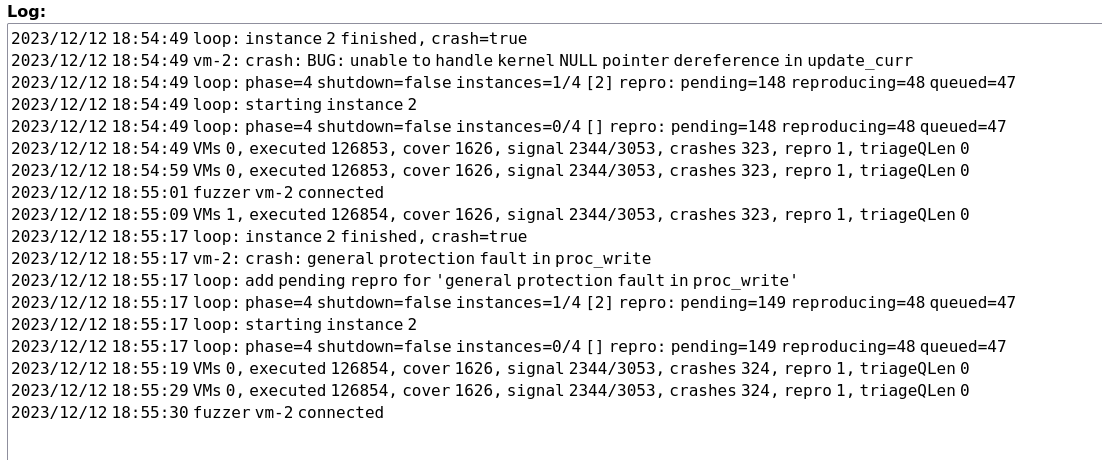 Log:
2023/12/12 18:54:49 loop: instance 2 finished, crash=true
2023/12/12 18:54:49 vm-2: crash: BUG: unable to handle kernel NULL pointer dereference in update_curr
2023/12/12 18:54:49 loop: phase=4 shutdown=false instances=1/4 [2] repro: pending=148 reproducing=48 queued=47
2023/12/12 18:54:49 loop: starting instance 2
2023/12/12 18:54:49 loop: phase=4 shutdown=false instances=0/4 [] repro: pending=148 reproducing=48 queued=47
2023/12/12 18:54:49 VMs 0, executed 126853, cover 1626, signal 2344/3053, crashes 323, repro 1, triageQLen 0
2023/12/12 18:54:59 VMs 0, executed 126853, cover 1626, signal 2344/3053, crashes 323, repro 1, triageQLen 0
2023/12/12 18:55:01 fuzzer vm-2 connected
2023/12/12 18:55:09 VMs 1, executed 126854, cover 1626, signal 2344/3053, crashes 323, repro 1, triageQLen 0
2023/12/12 18:55:17 loop: instance 2 finished, crash=true
2023/12/12 18:55:17 vm-2: crash: general protection fault in proc_write
2023/12/12 18:55:17 loop: add pending repro for 'general protection fault in proc_write'
2023/12/12 18:55:17 loop: phase=4 shutdown=false instances=1/4 [2] repro: pending=149 reproducing=48 queued=47
2023/12/12 18:55:17 loop: starting instance 2
2023/12/12 18:55:17 loop: phase=4 shutdown=false instances=0/4 [] repro: pending=149 reproducing=48 queued=47
2023/12/12 18:55:19 VMs 0, executed 126854, cover 1626, signal 2344/3053, crashes 324, repro 1, triageQLen 0
2023/12/12 18:55:29 VMs 0, executed 126854, cover 1626, signal 2344/3053, crashes 324, repro 1, triageQLen 0
2023/12/12 18:55:30 fuzzer vm-2 connected